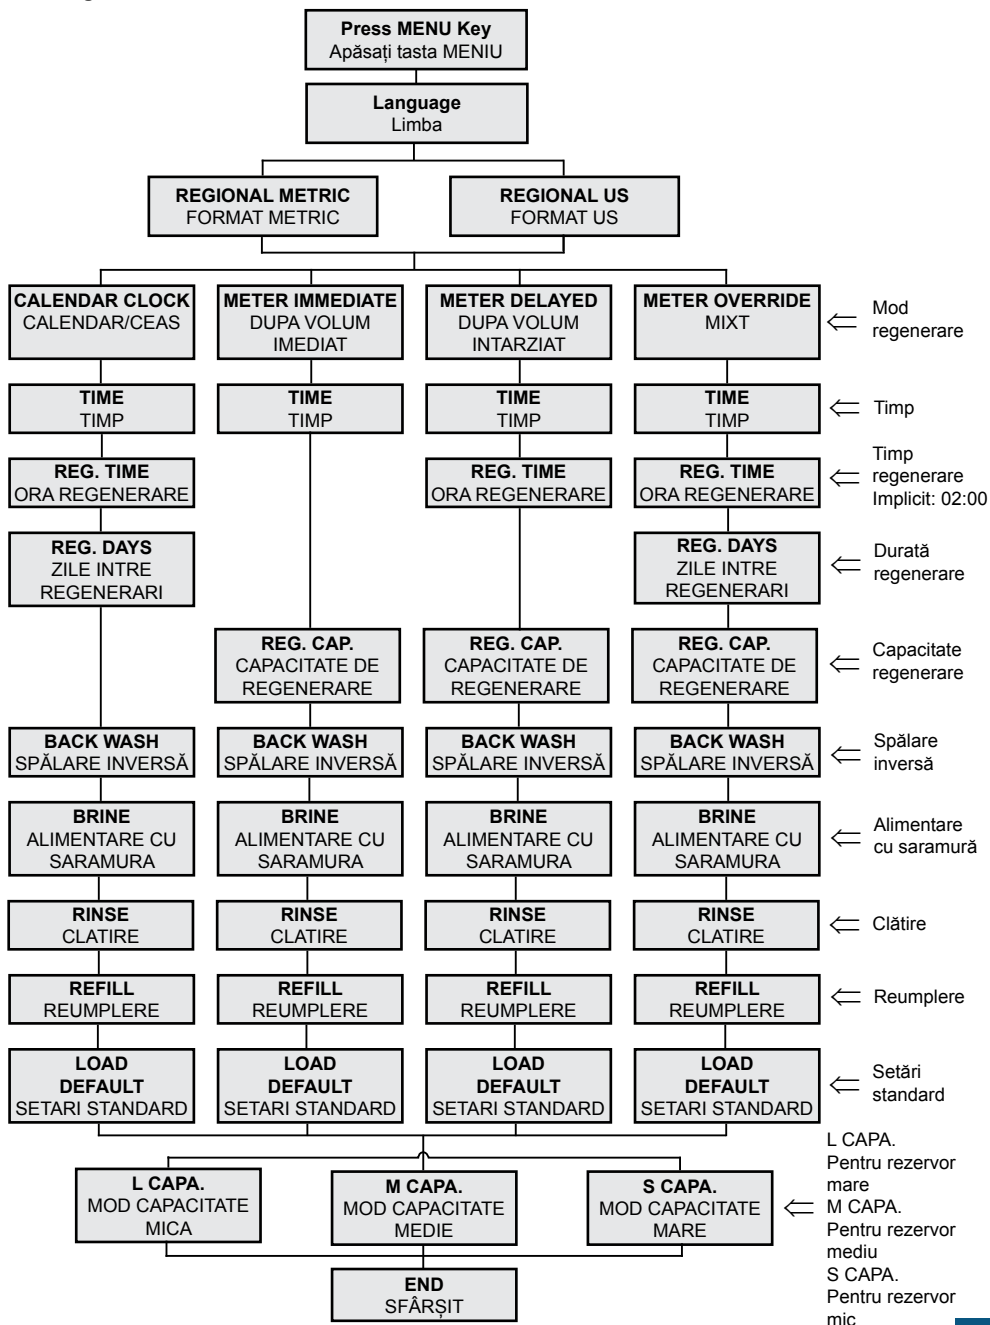 Press MENU Key
Apăsați tasta MENIU
Language
Limba
REGIONAL METRIC
FORMAT METRIC
REGIONAL US
FORMAT US
CALENDAR CLOCK
CALENDAR/CEAS
METER IMMEDIATE
DUPA VOLUM
IMEDIAT
METER DELAYED
DUPA VOLUM
INTARZIAT
METER OVERRIDE
MIXT
Mod
regenerare
TIME
TIMP
TIME
TIMP
TIME
TIMP
TIME
TIMP
Timp
REG. TIME
ORA REGENERARE
REG. TIME
ORA REGENERARE
REG. TIME
ORA REGENERARE
Timp
regenerare
Implicit: 02:00
REG. DAYS
ZILE INTRE
REGENERARI
REG. DAYS
ZILE INTRE
REGENERARI
Durată
regenerare
REG. CAP.
CAPACITATE DE
REGENERARE
REG. CAP.
CAPACITATE DE
REGENERARE
REG. CAP.
CAPACITATE DE
REGENERARE
Capacitate
regenerare
BACK WASH
SPĂLARE INVERSĂ
BACK WASH
SPĂLARE INVERSĂ
BACK WASH
SPĂLARE INVERSĂ
BACK WASH
SPĂLARE INVERSĂ
Spălare
inversă
BRINE
ALIMENTARE CU
SARAMURA
BRINE
ALIMENTARE CU
SARAMURA
BRINE
ALIMENTARE CU
SARAMURA
BRINE
ALIMENTARE CU
SARAMURA
Alimentare
cu saramură
RINSE
CLATIRE
RINSE
CLATIRE
RINSE
CLATIRE
RINSE
CLATIRE
Clătire
REFILL
REUMPLERE
REFILL
REUMPLERE
REFILL
REUMPLERE
REFILL
REUMPLERE
Reumplere
LOAD
DEFAULT
SETARI STANDARD
LOAD
DEFAULT
SETARI STANDARD
LOAD
DEFAULT
SETARI STANDARD
LOAD
DEFAULT
SETARI STANDARD
Setări
standard
L CAPA.
MOD CAPACITATE
MICA
M CAPA.
MOD CAPACITATE
MEDIE
S CAPA.
MOD CAPACITATE
MARE
L CAPA.
Pentru rezervor
mare
M CAPA.
Pentru rezervor
mediu
S CAPA.
Pentru rezervor
mic
END
SFÂRȘIT